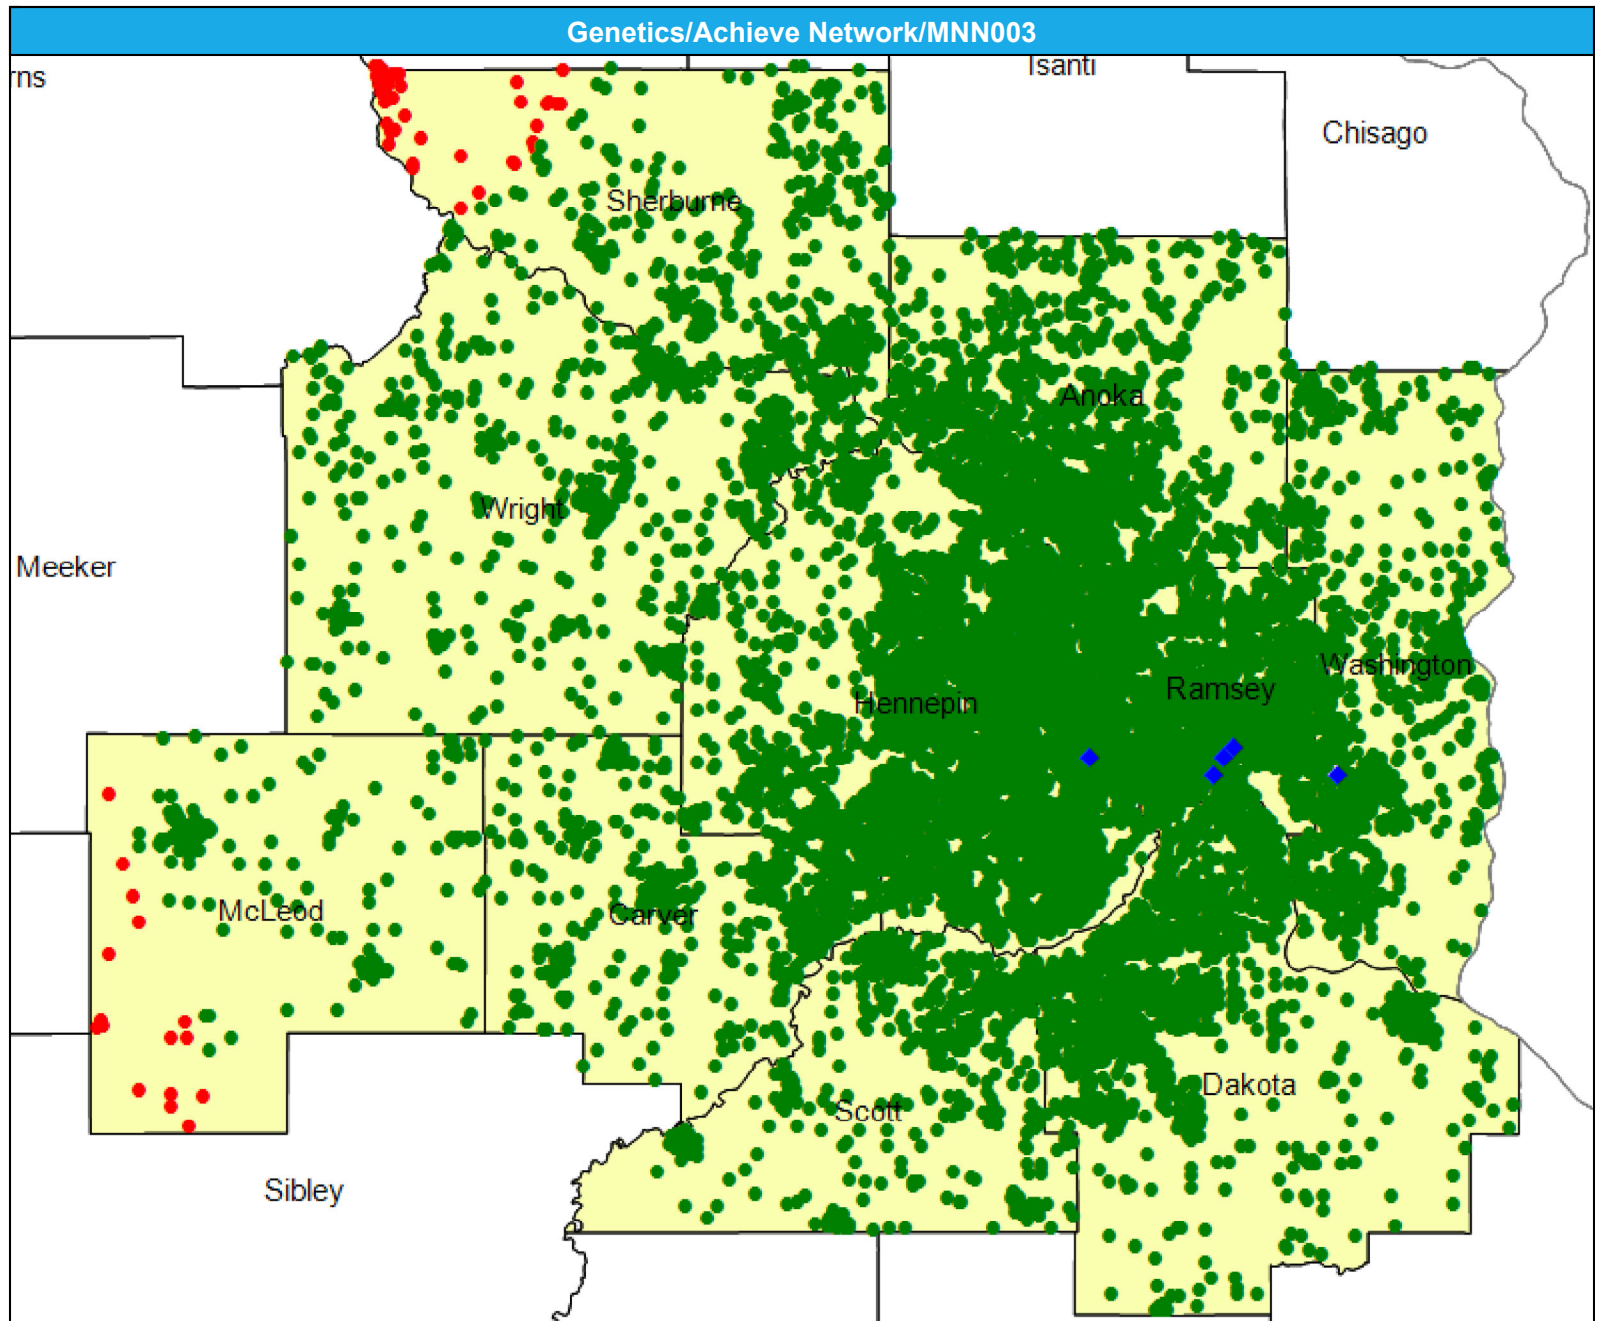 Genetics/Achieve Network/MNN003
Isanti
rns
Chisago
Sherburne
Anoka
Wright
Meeker
Washington
Ramsey
Hennepin
McLeod
Carver
Dakota
Scott
Sibley